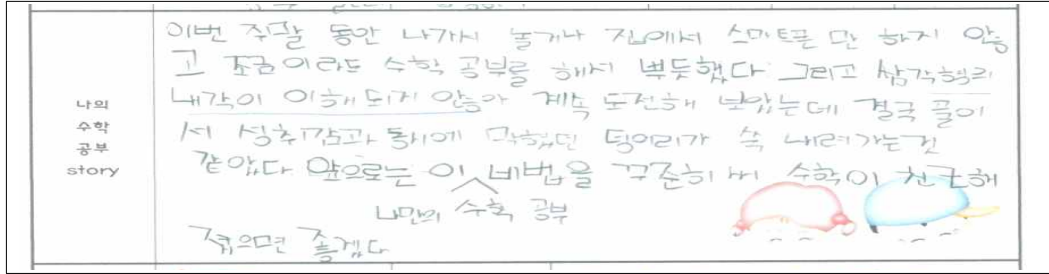 나의
수학
공부
story
이번 주말 동안 나가서 놀거나 집에서 스마트폰 만 하지 안
고 조금이라도 수학 공부를 해서 뿌듯했다 그리고 삼각형의
내각이 이해 되지 안 계속 도전해 보았는데 결국 풀이
서 성취감과 동시에 막혔던 덩어리가 쑥 내려가는것
같았다 앞으로는 이 비법을 꾸준히 써 수학이 친근해
나만의 수학 공부
졌으면 좋겠다